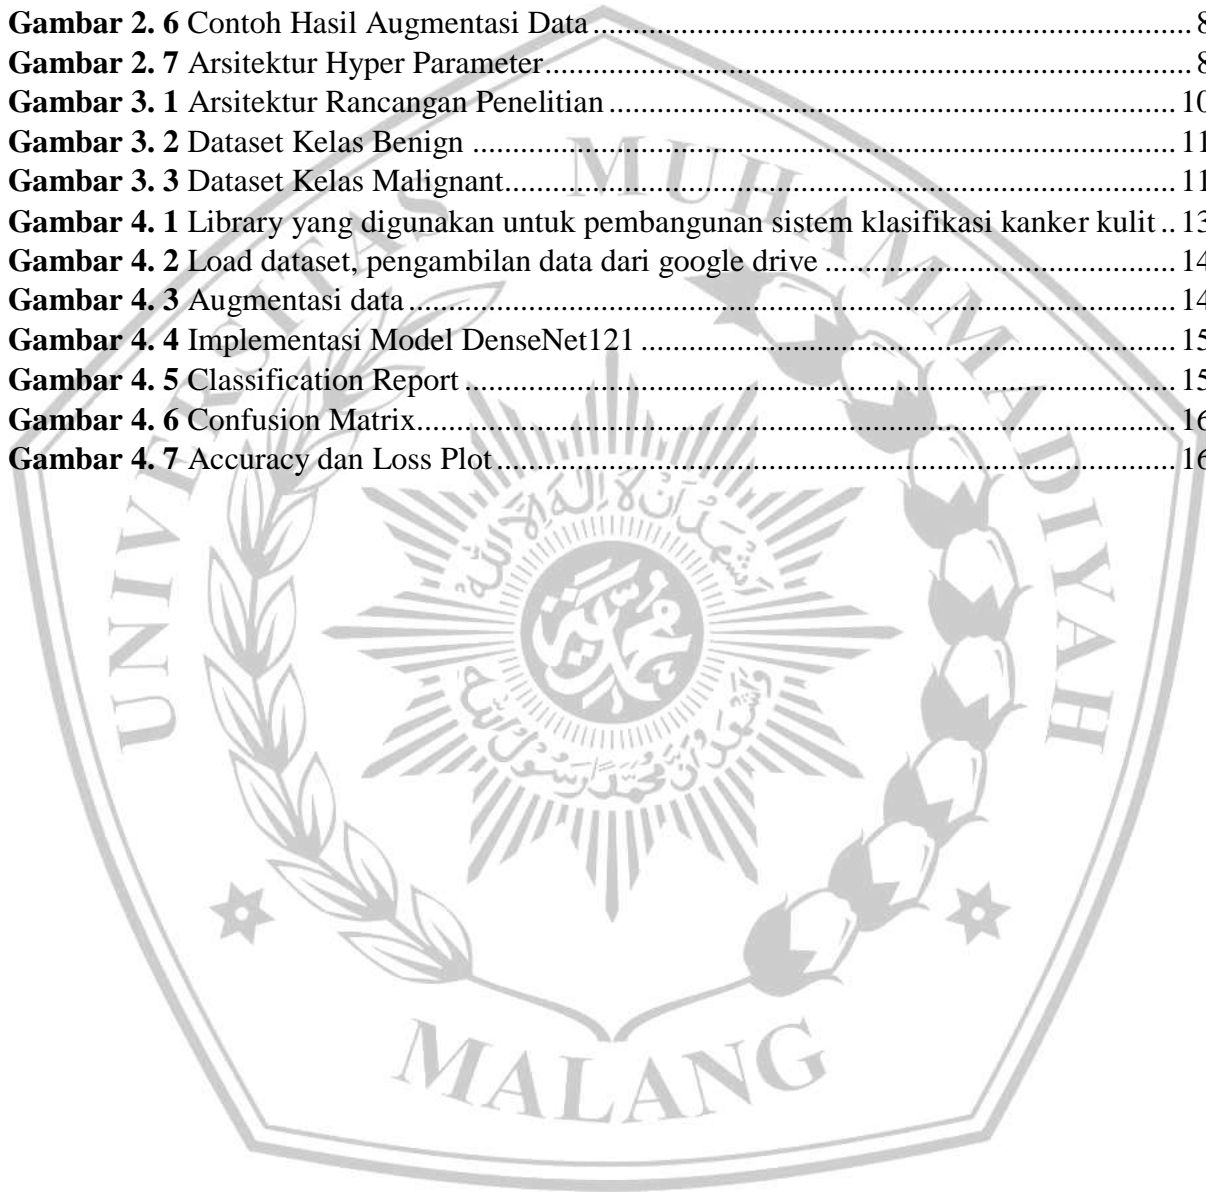 Gambar 2. 6 Contoh Hasil Augmentasi Data ........ 8
Gambar 2. 7 Arsitektur Hyper Parameter ........ 8
Gambar 3. 1 Arsitektur Rancangan Penelitian ........ 10
Gambar 3. 2 Dataset Kelas Benign ........ 11
Gambar 3. 3 Dataset Kelas Malignant ........ 11
Gambar 4. 1 Library yang digunakan untuk pembangunan sistem klasifikasi kanker kulit .. 13
Gambar 4. 2 Load dataset, pengambilan data dari google drive ........ 14
Gambar 4. 3 Augmentasi data ........ 14
Gambar 4. 4 Implementasi Model DenseNet121 ........ 15
Gambar 4. 5 Classification Report ........ 15
Gambar 4. 6 Confusion Matrix ........ 16
Gambar 4. 7 Accuracy dan Loss Plot ........ 16
UNIVERSITAS MUHAMMADIYAH
MALANG